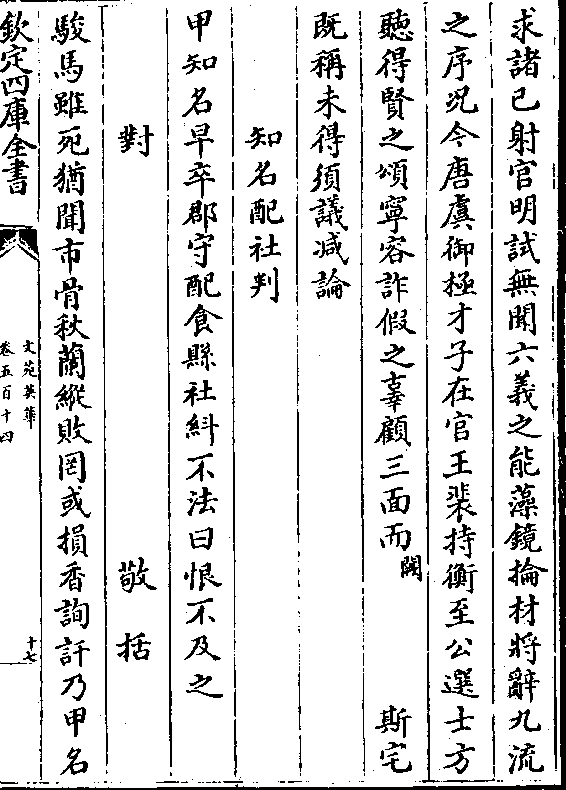 求諸已射官明試無聞六義之能藻鏡掄材將辭九流
之序況今唐虞御極才子在官王裴持衡至公選士方
聽得賢之頌寧容詐假之辜顧三面而闕　斯宅
既稱未得須議減論
知名配社判
甲知名早卒郡守配食縣社糾不法曰恨不及之
對　敬括
駿馬雖死猶聞市骨秋蘭縱敗罔或損香詢訐乃甲名
欽定四庫全書
文苑英華
卷五百十四
十七